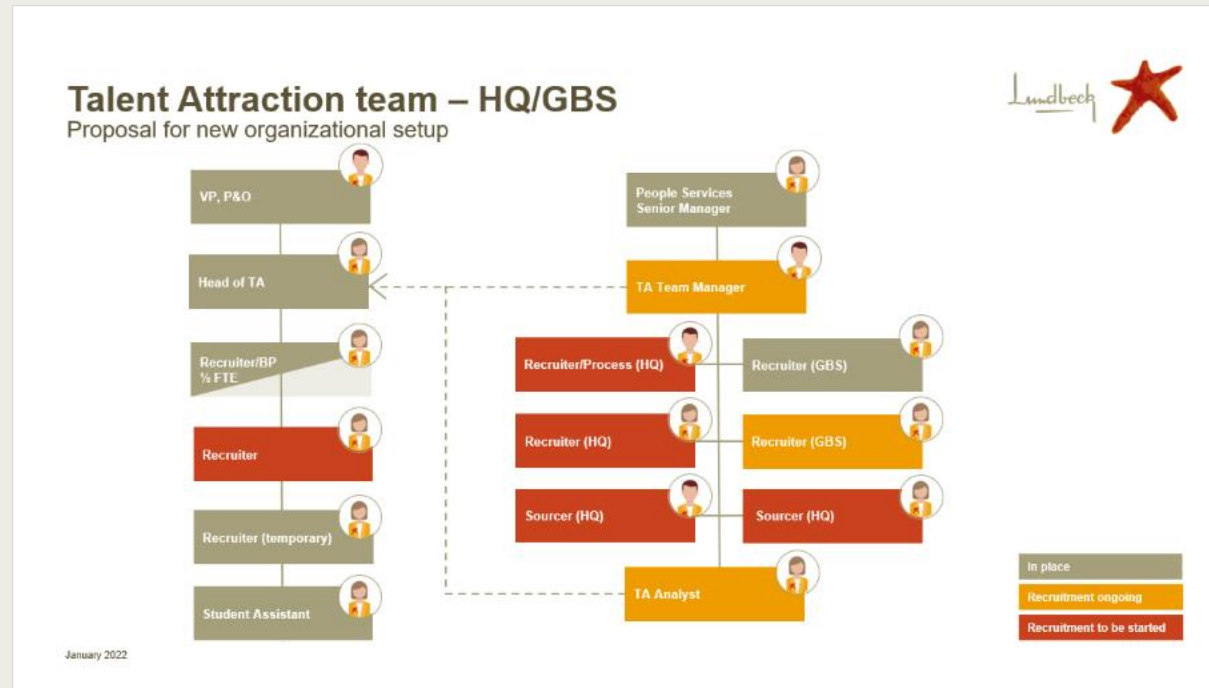 Talent Attraction team – HQ/GBS
Proposal for new organizational setup
Lundbeck
VP, P&O
Head of TA
Recruiter/BP
½ FTE
Recruiter
Recruiter (temporary)
Student Assistant
People Services
Senior Manager
TA Team Manager
Recruiter/Process (HQ)
Recruiter (GBS)
Recruiter (HQ)
Recruiter (GBS)
Sourcer (HQ)
Sourcer (HQ)
TA Analyst
In place
Recruitment ongoing
Recruitment to be started
January 2022